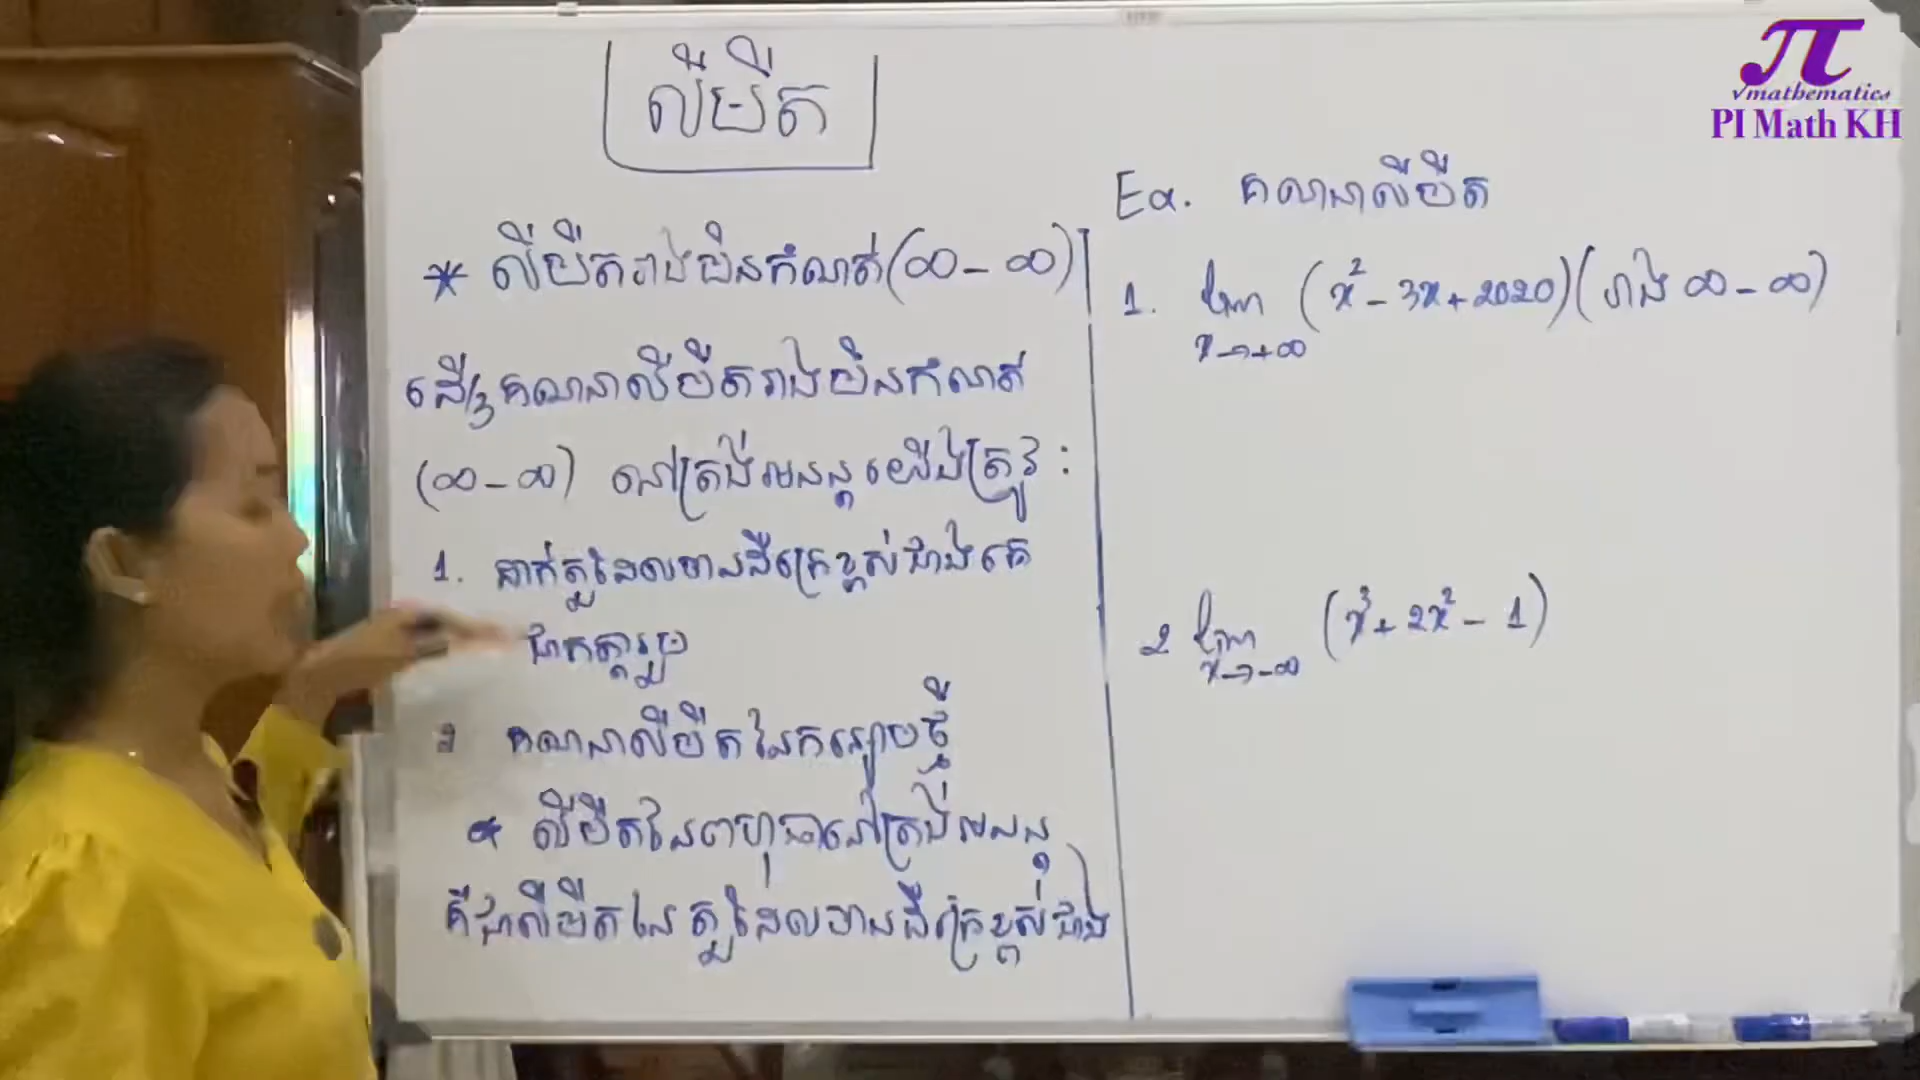 លីមីត
* លីមីតរាងមិនកំណត់ (∞ - ∞)
ដើម្បីគណនាលីមីតរាងមិនកំណត់
(∞ - ∞) នៅត្រង់អនន្តយើងត្រូវ :
1. ដាក់តួដែលមានដឺក្រេខ្ពស់ជាងគេ
ជាកត្តារួម
2 គណនាលីមីតនៃកន្សោមថ្មី
* លីមីតនៃពហុធានៅត្រង់អនន្ត
គឺជាលីមីតនៃតួដែលមានដឺក្រេខ្ពស់ជាង
Ex. គណនាលីមីត
1. lim (x² - 3x + 2020) (រាង ∞ - ∞)
x→+∞
2 lim (x³ + 2x² - 1)
x→-∞
π
√mathematics
PI Math KH